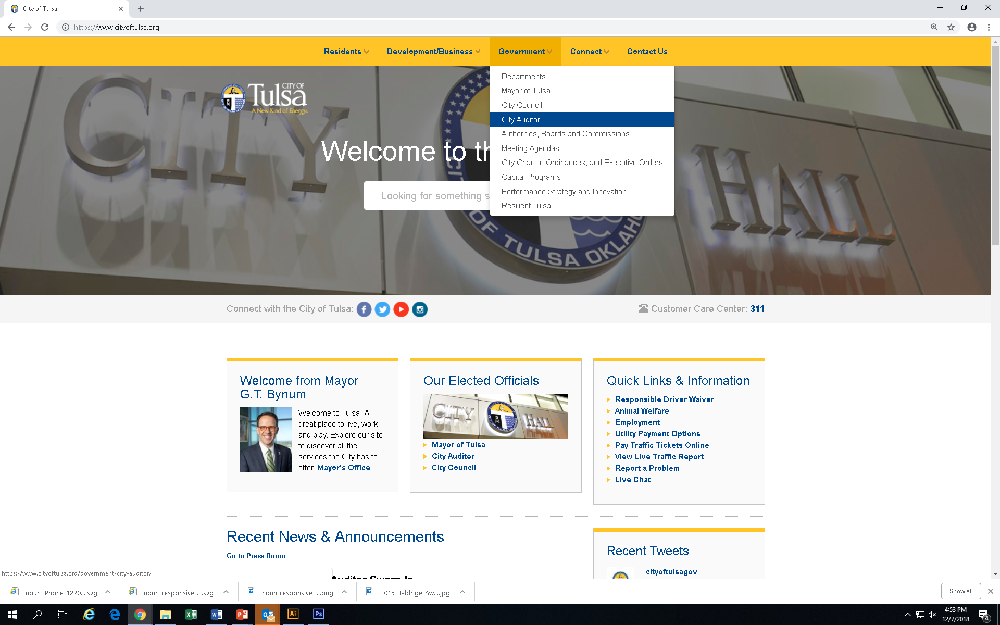 City of Tulsa
https://www.cityoftulsa.org
Residents
Development/Business
Government
Connect
Contact Us
Departments
Mayor of Tulsa
City Council
City Auditor
Authorities, Boards and Commissions
Meeting Agendas
City Charter, Ordinances, and Executive Orders
Capital Programs
Performance Strategy and Innovation
Resilient Tulsa
CITY OF
Tulsa
A New Kind of Energy.
CITY
HALL
OF TULSA OKLAHO
Welcome to th
Looking for something s
Connect with the City of Tulsa:
Customer Care Center: 311
Welcome from Mayor
G.T. Bynum
Welcome to Tulsa! A
great place to live, work,
and play. Explore our site
to discover all the
services the City has to
offer. Mayor's Office
Our Elected Officials
CITY
HALL
Mayor of Tulsa
City Auditor
City Council
Quick Links & Information
Responsible Driver Waiver
Animal Welfare
Employment
Utility Payment Options
Pay Traffic Tickets Online
View Live Traffic Report
Report a Problem
Live Chat
Recent News & Announcements
Go to Press Room
Auditor Sworn In
Recent Tweets
cityoftulsagov
https://www.cityoftulsa.org/government/city-auditor/
noun_iPhone_1220....svg
noun_responsive_....svg
noun_responsive_....png
2015-Baldrige-Aw....jpg
Show all
4:53 PM
12/7/2018
4